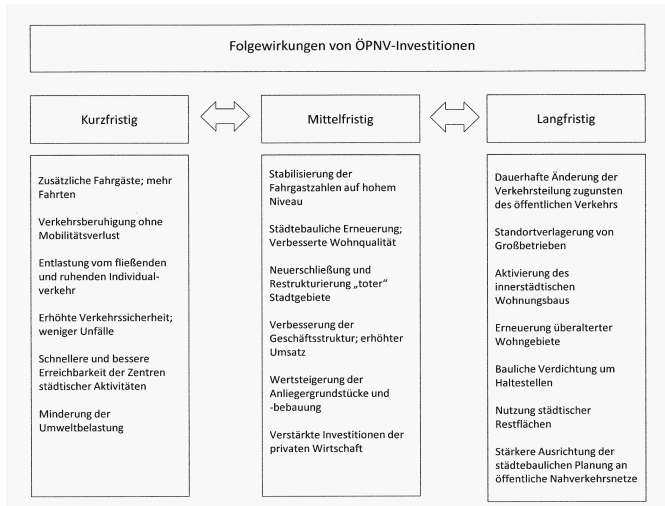 Folgewirkungen von ÖPNV-Investitionen
Kurzfristig
Mittelfristig
Langfristig
Zusätzliche Fahrgäste; mehr
Fahrten
Verkehrsberuhigung ohne
Mobilitätsverlust
Entlastung vom fließenden
und ruhenden Individual-
verkehr
Erhöhte Verkehrssicherheit;
weniger Unfälle
Schnellere und bessere
Erreichbarkeit der Zentren
städtischer Aktivitäten
Minderung der
Umweltbelastung
Stabilisierung der
Fahrgastzahlen auf hohem
Niveau
Städtebauliche Erneuerung;
Verbesserte Wohnqualität
Neuerschließung und
Restrukturierung „toter“
Stadtgebiete
Verbesserung der
Geschäftsstruktur; erhöhter
Umsatz
Wertsteigerung der
Anliegergrundstücke und
-bebauung
Verstärkte Investitionen der
privaten Wirtschaft
Dauerhafte Änderung der
Verkehrsteilung zugunsten
des öffentlichen Verkehrs
Standortverlagerung von
Großbetrieben
Aktivierung des
innerstädtischen
Wohnungsbaus
Erneuerung überalterter
Wohngebiete
Bauliche Verdichtung um
Haltestellen
Nutzung städtischer
Restflächen
Stärkere Ausrichtung der
städtebaulichen Planung an
öffentliche Nahverkehrsnetze